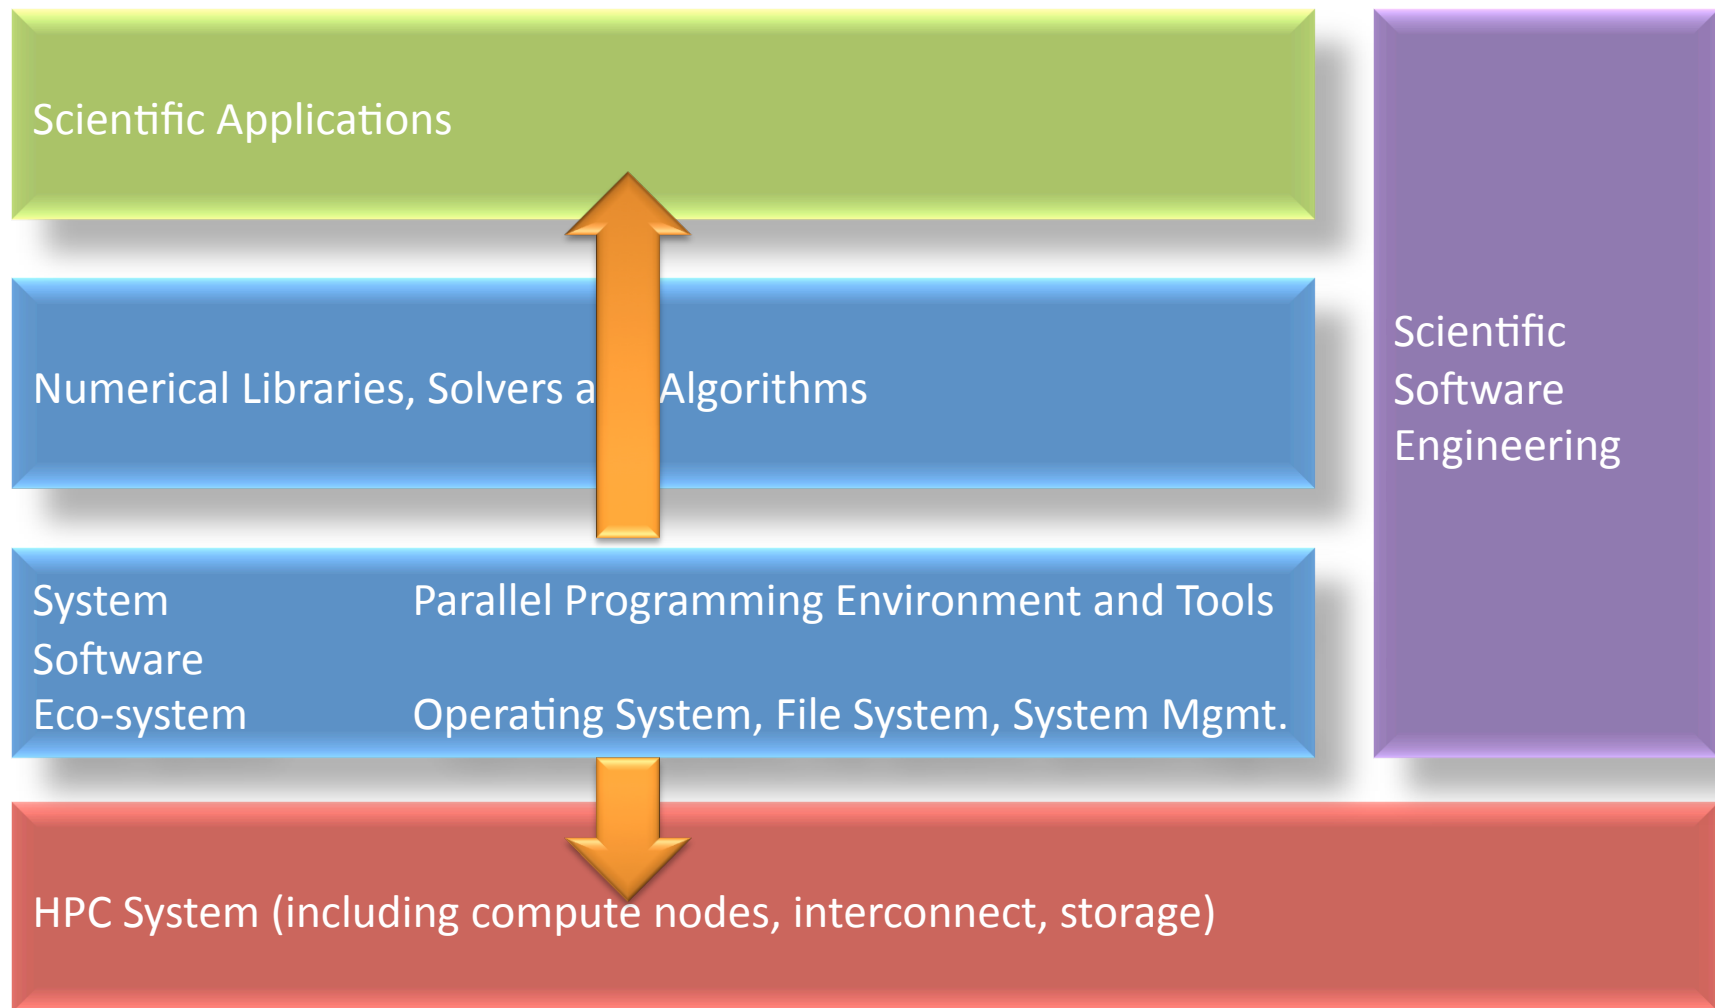 Scientific Applications
Numerical Libraries, Solvers a Algorithms
Scientific
Software
Engineering
System
Software
Eco-system
Parallel Programming Environment and Tools
Operating System, File System, System Mgmt.
HPC System (including compute nodes, interconnect, storage)